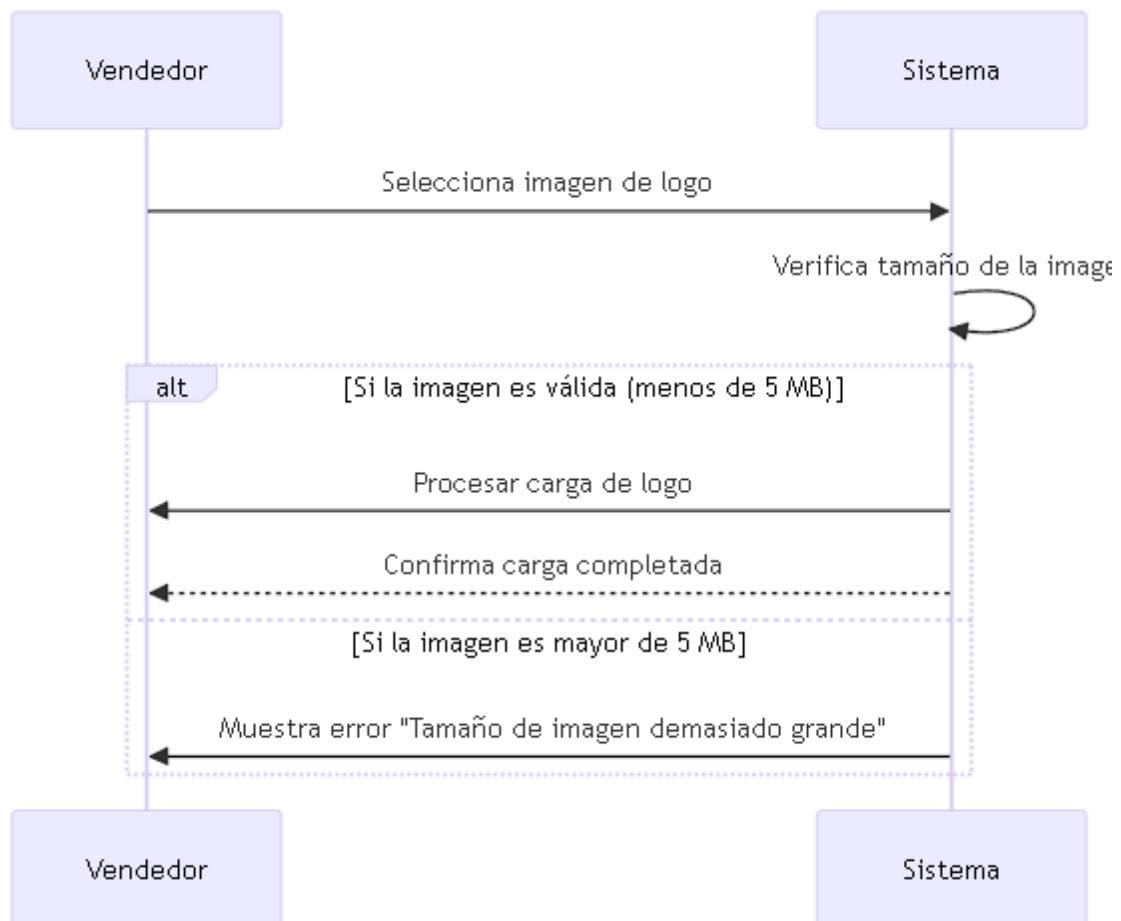 Vendedor
Sistema
Selecciona imagen de logo
Verifica tamaño de la image
alt
[Si la imagen es válida (menos de 5 MB)]
Procesar carga de logo
Confirma carga completada
[Si la imagen es mayor de 5 MB]
Muestra error "Tamaño de imagen demasiado grande"
Vendedor
Sistema